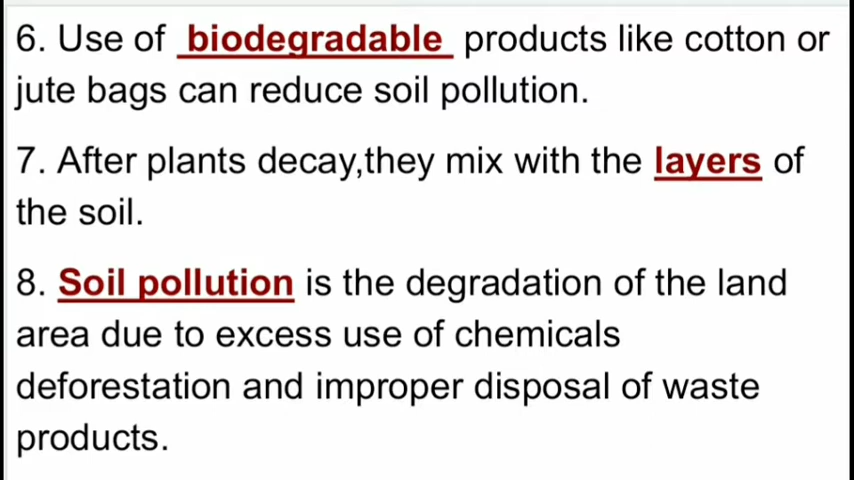 6. Use of biodegradable products like cotton or
jute bags can reduce soil pollution.
7. After plants decay,they mix with the layers of
the soil.
8. Soil pollution is the degradation of the land
area due to excess use of chemicals
deforestation and improper disposal of waste
products.